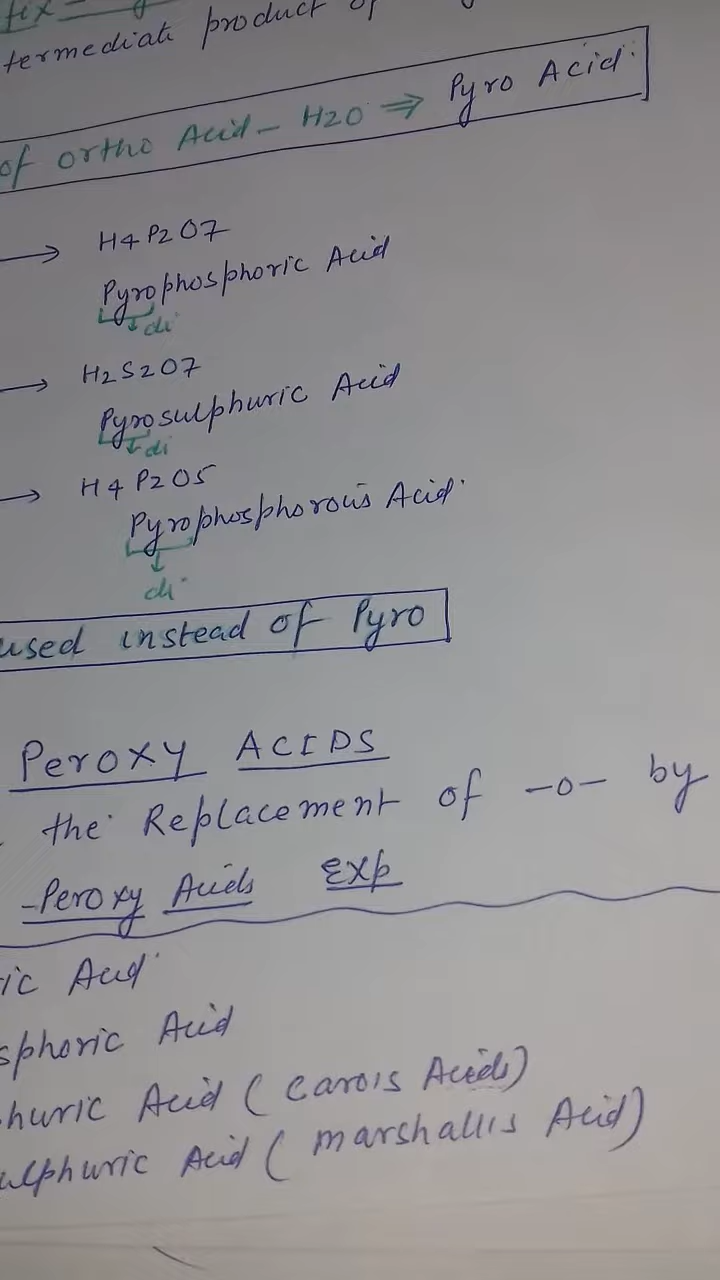 termediate product of
of ortho Acid - H2O ⇒ Pyro Acid
→ H4P2O7
Pyrophosphoric Acid
↓ di
→ H2S2O7
Pyrosulphuric Acid
↓ di
→ H4P2O5
Pyrophosphorous Acid
↓
di
used instead of Pyro
Peroxy ACIDS
the Replacement of -O- by
-Peroxy Acids Exp
ic Acid
sphoric Acid
huric Acid (Carois Acids)
ulphuric Acid (marshallis Acid)